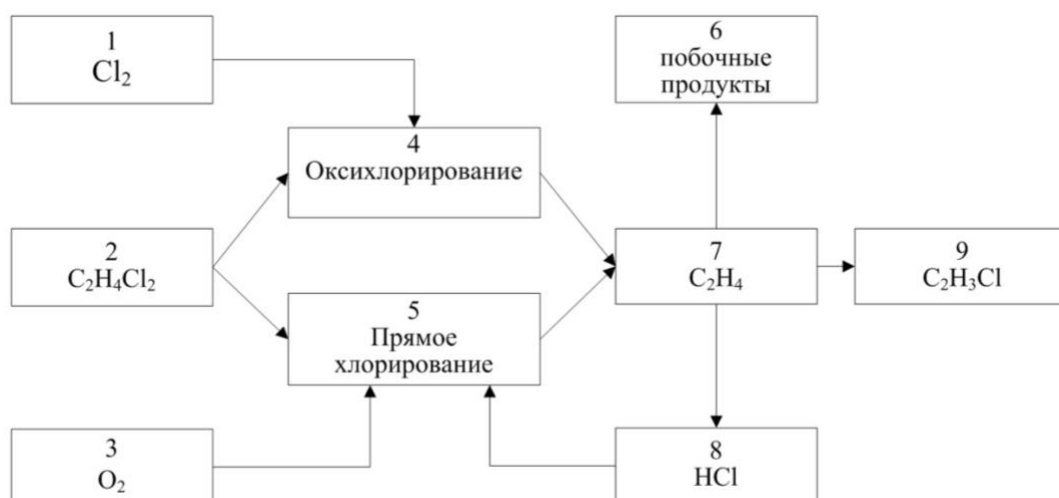 1
Cl₂
2
C₂H₄Cl₂
3
O₂
4
Оксихлорирование
5
Прямое
хлорирование
6
побочные
продукты
7
C₂H₄
8
HCl
9
C₂H₃Cl